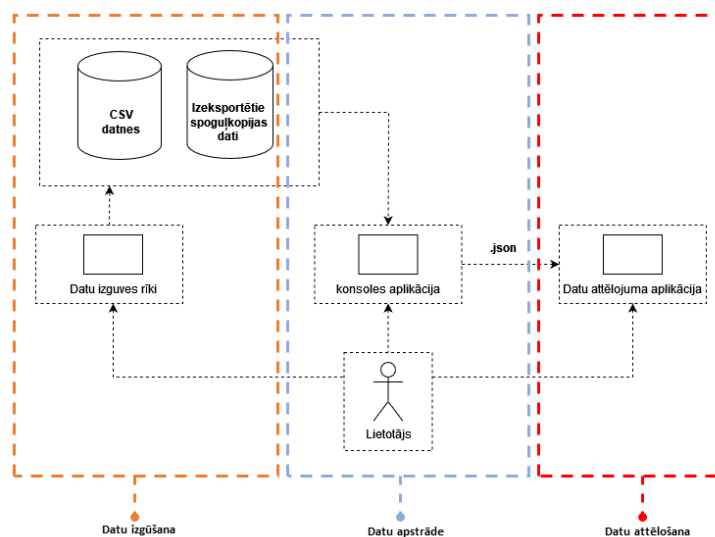 CSV
datnes
Izeksportētie
spoguļkopijas
dati
Datu izguves rīki
konsoles aplikācija
.json
Datu attēlojuma aplikācija
Lietotājs
Datu izgūšana
Datu apstrāde
Datu attēlošana